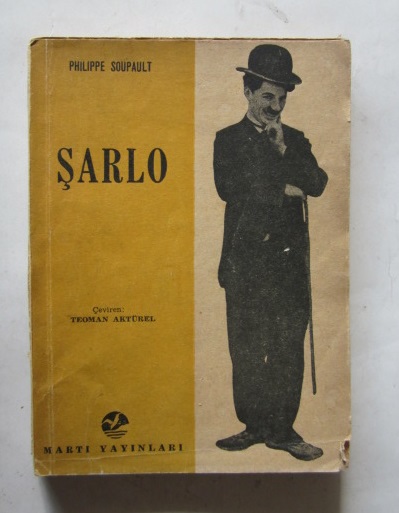 PHILIPPE SOUPAULT
ŞARLO
Çeviren:
TEOMAN AKTÜREL
MARTI YAYINLARI